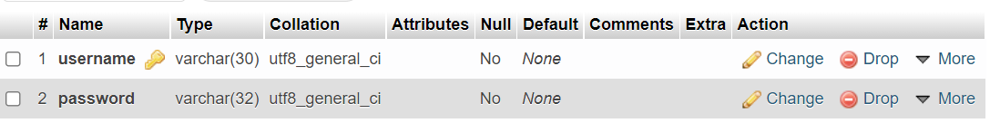 # Name Type Collation Attributes Null Default Comments Extra Action
1 username varchar(30) utf8_general_ci No None Change Drop More
2 password varchar(32) utf8_general_ci No None Change Drop More